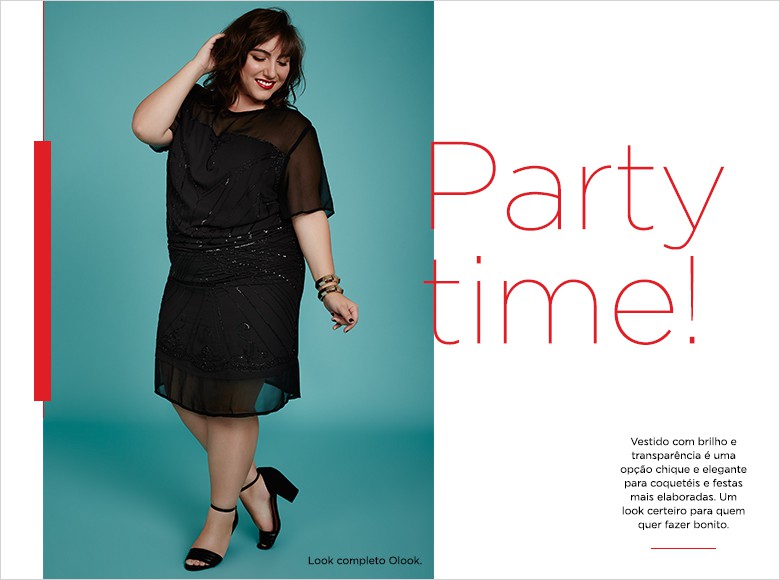 Party
time!
Vestido com brilho e
transparência é uma
opção chique e elegante
para coquetéis e festas
mais elaboradas. Um
look certeiro para quem
quer fazer bonito.
Look completo Olook.